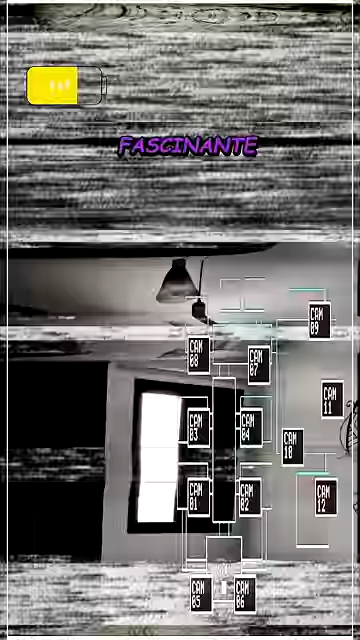 FASCINANTE
CAM 09
CAM 08
CAM 07
CAM 11
CAM 03
CAM 04
CAM 10
CAM 01
CAM 02
CAM 12
CAM 05
CAM 06